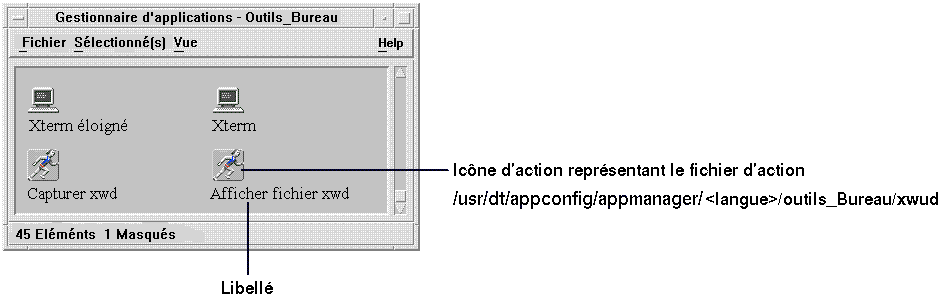 Gestionnaire d'applications - Outils_Bureau
Fichier Sélectionné(s) Vue Help
Xterm éloigné Xterm
Capturer xwd Afficher fichier xwd
Icône d'action représentant le fichier d'action
/usr/dt/appconfig/appmanager/<langue>/outils_Bureau/xwud
45 Eléménts 1 Masqués
Libellé